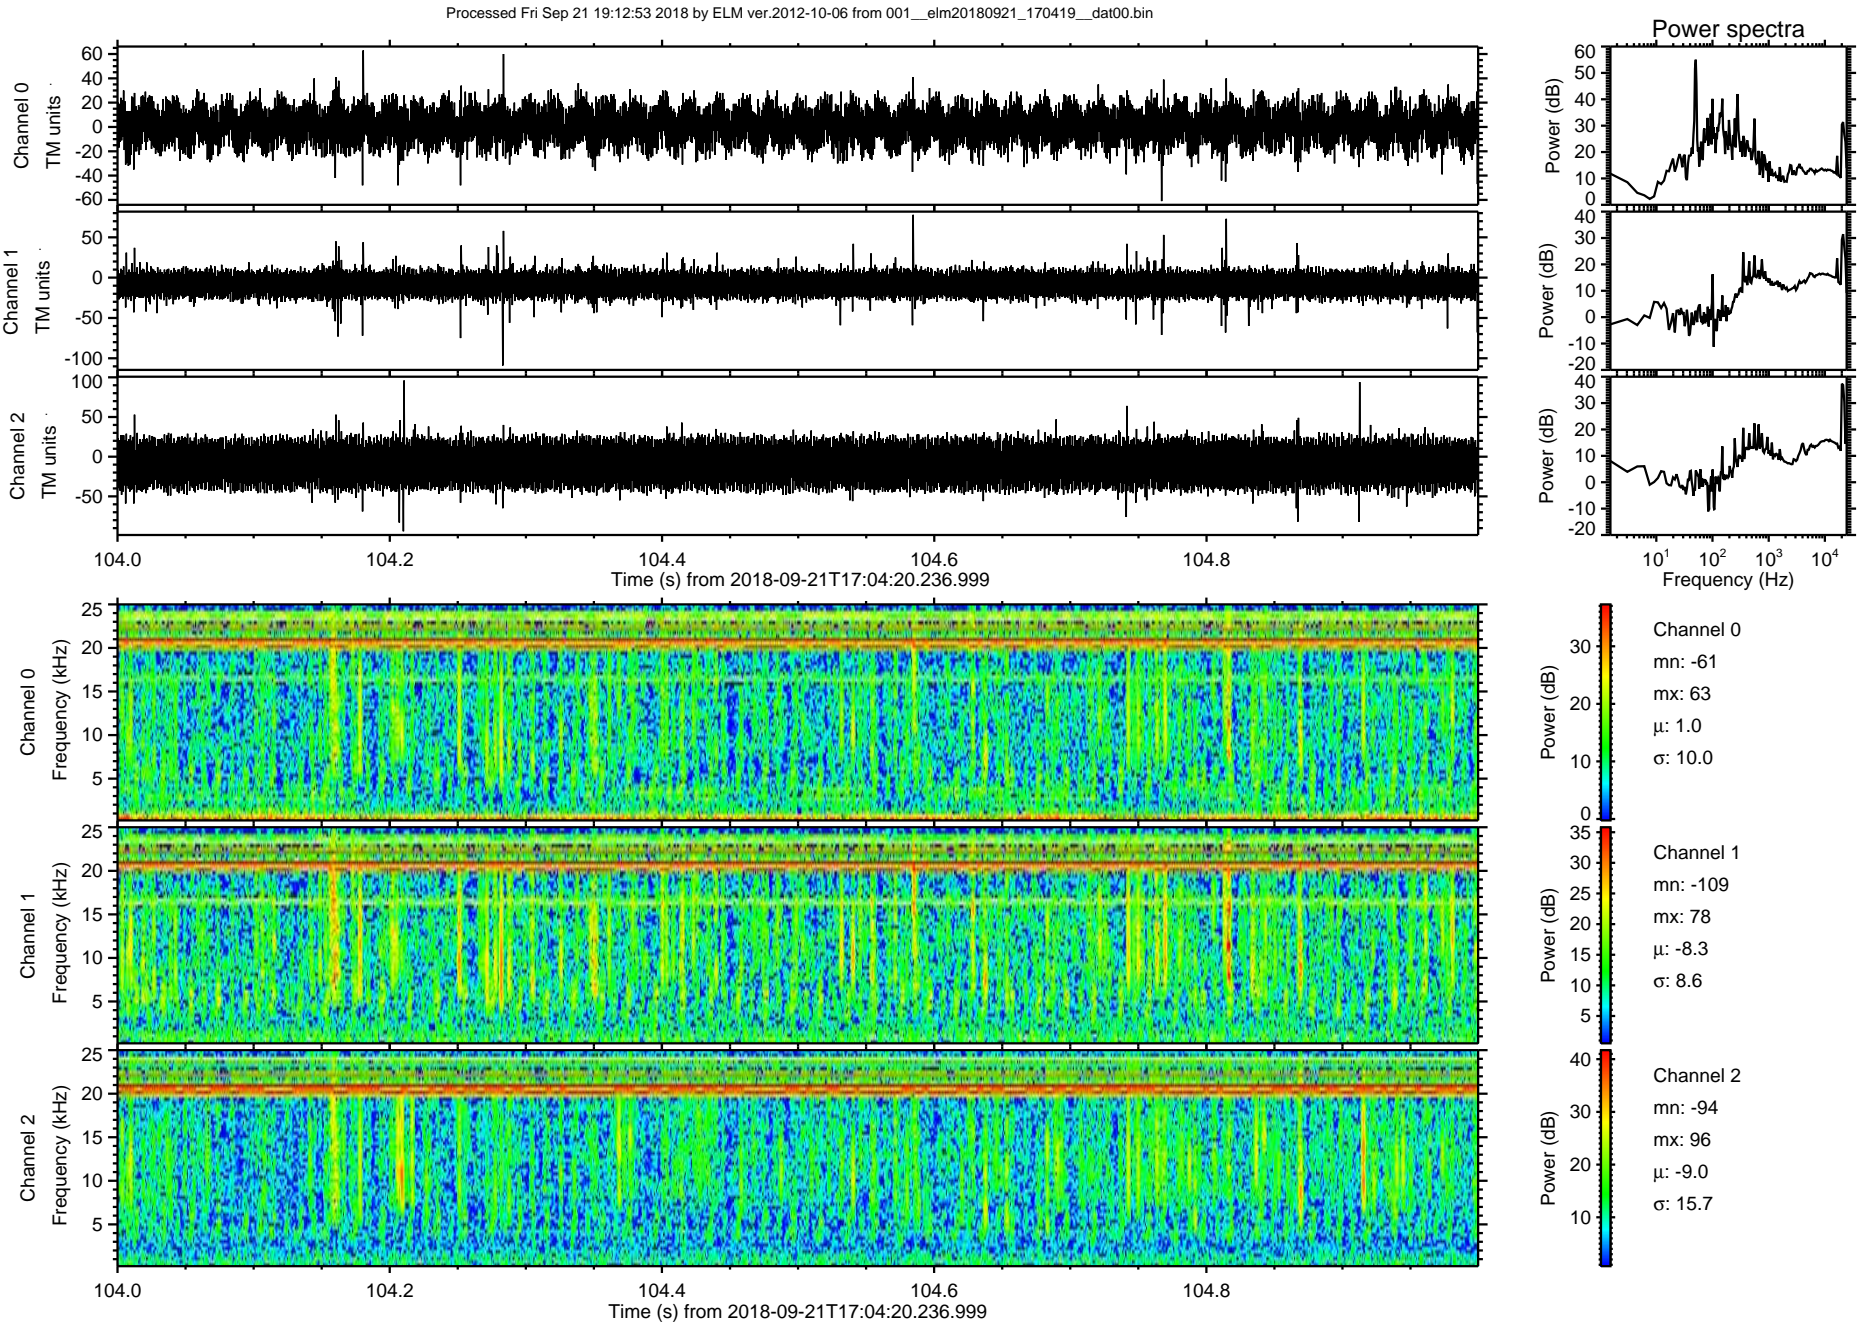 Processed Fri Sep 21 19:12:53 2018 by ELM ver.2012-10-06 from 001__elm20180921_170419__dat00.bin
Power spectra
Channel 0
TM units
60
40
20
0
-20
-40
-60
Power (dB)
60
50
40
30
20
10
0
Channel 1
TM units
50
0
-50
-100
Power (dB)
40
30
20
10
0
-10
-20
Channel 2
TM units
100
50
0
-50
Power (dB)
40
30
20
10
0
-10
-20
104.0 104.2 104.4 104.6 104.8
Time (s) from 2018-09-21T17:04:20.236.999
10¹ 10² 10³ 10⁴
Frequency (Hz)
Channel 0
Frequency (kHz)
25
20
15
10
5
Power (dB)
30
20
10
0
Channel 0
mn: -61
mx: 63
μ: 1.0
σ: 10.0
Channel 1
Frequency (kHz)
25
20
15
10
5
Power (dB)
35
30
25
20
15
10
5
Channel 1
mn: -109
mx: 78
μ: -8.3
σ: 8.6
Channel 2
Frequency (kHz)
25
20
15
10
5
Power (dB)
40
30
20
10
Channel 2
mn: -94
mx: 96
μ: -9.0
σ: 15.7
104.0 104.2 104.4 104.6 104.8
Time (s) from 2018-09-21T17:04:20.236.999